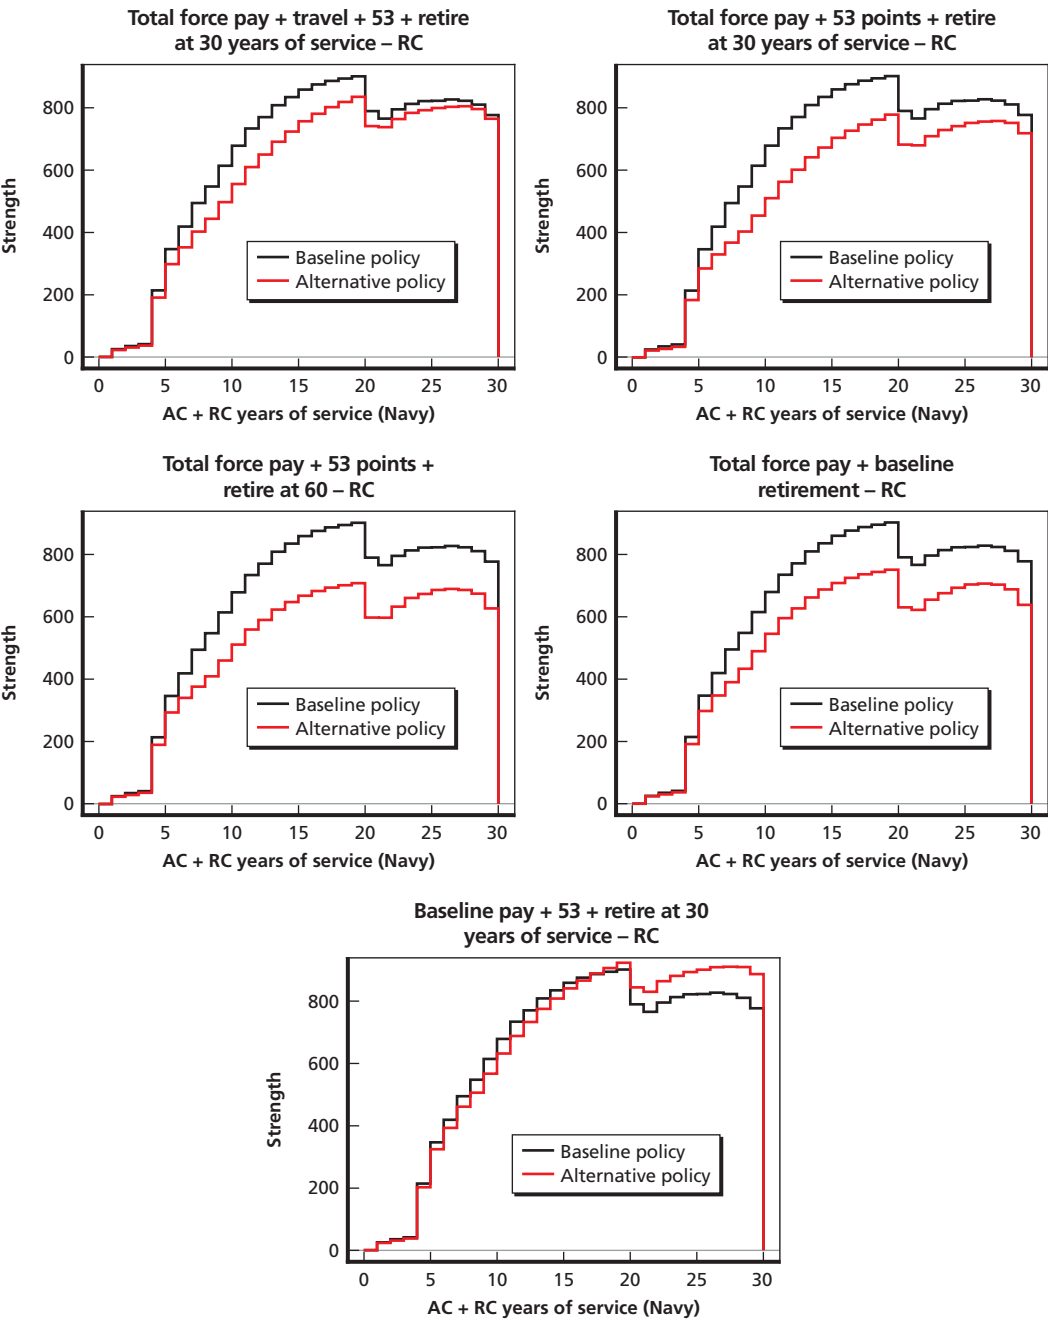 Total force pay + travel + 53 + retire
at 30 years of service – RC
Strength
800
600
400
200
0
Baseline policy
Alternative policy
0 5 10 15 20 25 30
AC + RC years of service (Navy)
Total force pay + 53 points + retire
at 30 years of service – RC
Strength
800
600
400
200
0
Baseline policy
Alternative policy
0 5 10 15 20 25 30
AC + RC years of service (Navy)
Total force pay + 53 points +
retire at 60 – RC
Strength
800
600
400
200
0
Baseline policy
Alternative policy
0 5 10 15 20 25 30
AC + RC years of service (Navy)
Total force pay + baseline
retirement – RC
Strength
800
600
400
200
0
Baseline policy
Alternative policy
0 5 10 15 20 25 30
AC + RC years of service (Navy)
Baseline pay + 53 + retire at 30
years of service – RC
Strength
800
600
400
200
0
Baseline policy
Alternative policy
0 5 10 15 20 25 30
AC + RC years of service (Navy)